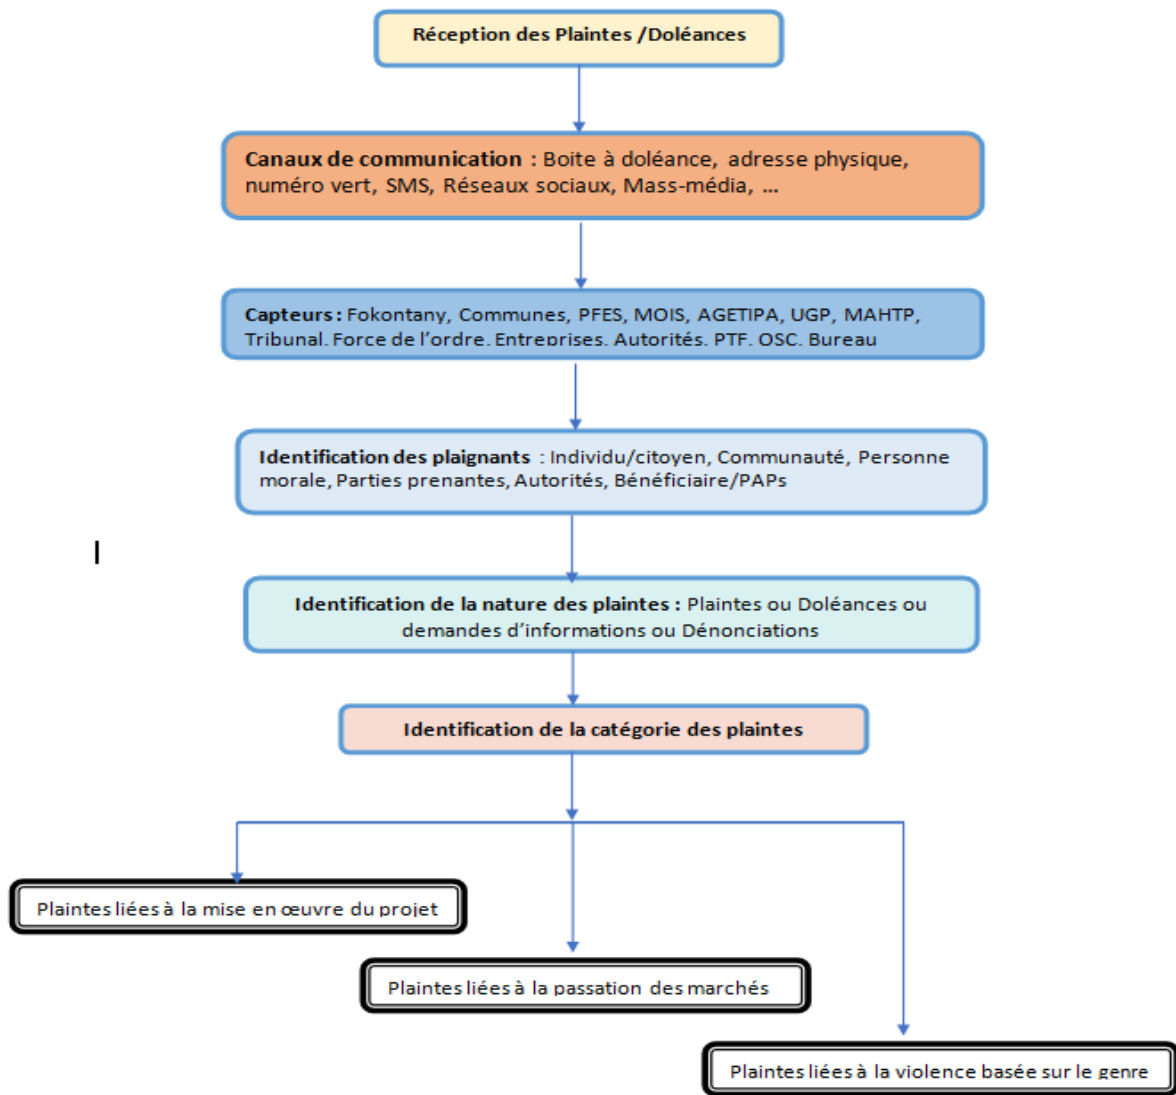 Réception des Plaintes /Doléances
Canaux de communication : Boite à doléance, adresse physique,
numéro vert, SMS, Réseaux sociaux, Mass-média, ...
Capteurs : Fokontany, Communes, PFES, MOIS, AGETIPA, UGP, MAHTP,
Tribunal, Force de l'ordre, Entreprises, Autorités, PTF, OSC, Bureau
Identification des plaignants : Individu/citoyen, Communauté, Personne
morale, Parties prenantes, Autorités, Bénéficiaire/PAPs
Identification de la nature des plaintes : Plaintes ou Doléances ou
demandes d'informations ou Dénonciations
Identification de la catégorie des plaintes
Plaintes liées à la mise en œuvre du projet
Plaintes liées à la passation des marchés
Plaintes liées à la violence basée sur le genre